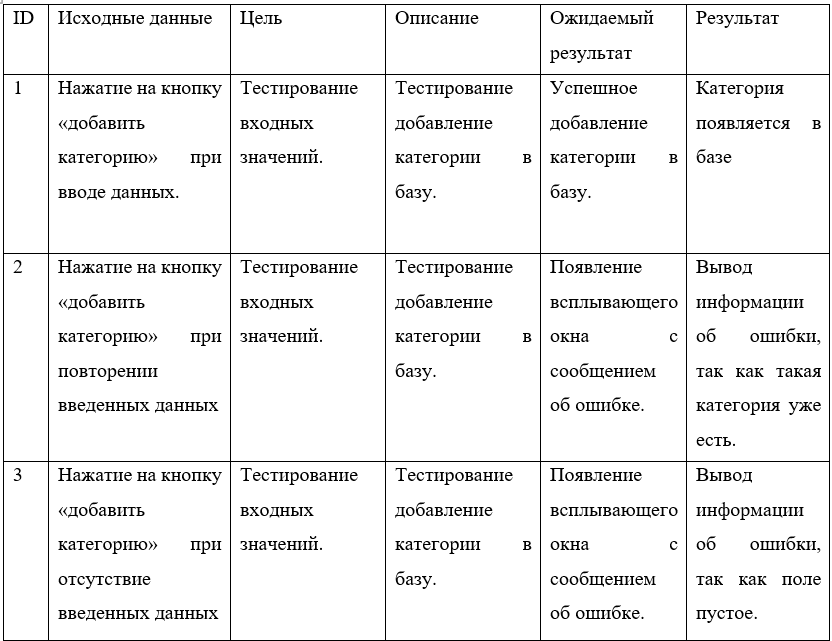 ID Исходные данные Цель Описание Ожидаемый результат Результат
1 Нажатие на кнопку «добавить категорию» при вводе данных. Тестирование входных значений. Тестирование добавление категории в базу. Успешное добавление категории в базу. Категория появляется в базе
2 Нажатие на кнопку «добавить категорию» при повторении введенных данных Тестирование входных значений. Тестирование добавление категории в базу. Появление всплывающего окна с сообщением об ошибке. Вывод информации об ошибки, так как такая категория уже есть.
3 Нажатие на кнопку «добавить категорию» при отсутствие введенных данных Тестирование входных значений. Тестирование добавление категории в базу. Появление всплывающего окна с сообщением об ошибке. Вывод информации об ошибки, так как поле пустое.